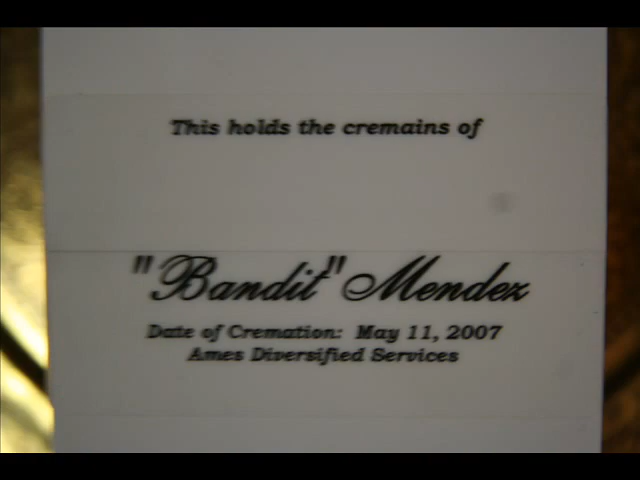 This holds the cremains of
"Bandit" Mendez
Date of Cremation: May 11, 2007
Ames Diversified Services